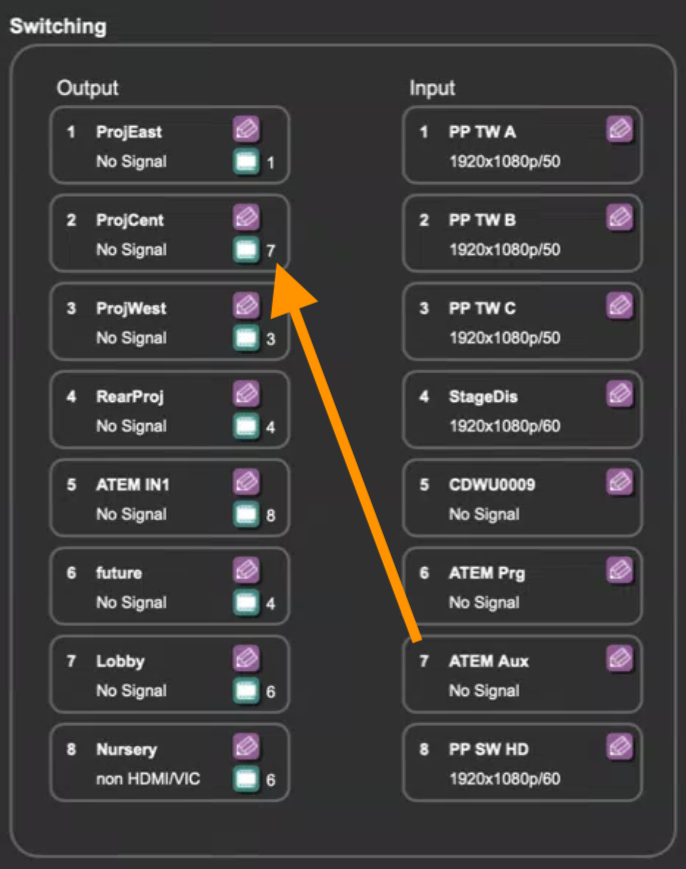 Switching
Output
1 ProjEast
No Signal 1
2 ProjCent
No Signal 7
3 ProjWest
No Signal 3
4 RearProj
No Signal 4
5 ATEM IN1
No Signal 8
6 future
No Signal 4
7 Lobby
No Signal 6
8 Nursery
non HDMI/VIC 6
Input
1 PP TW A
1920x1080p/50
2 PP TW B
1920x1080p/50
3 PP TW C
1920x1080p/50
4 StageDis
1920x1080p/60
5 CDWU0009
No Signal
6 ATEM Prg
No Signal
7 ATEM Aux
No Signal
8 PP SW HD
1920x1080p/60